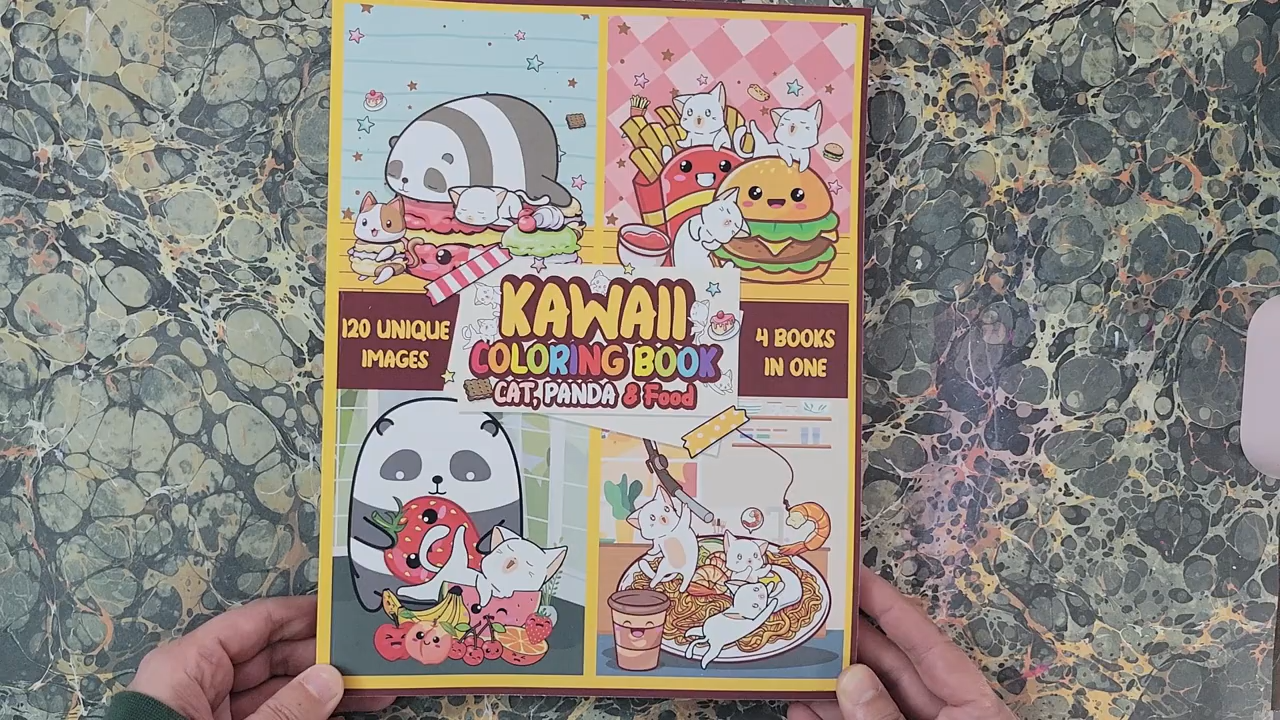 KAWAII
COLORING BOOK
CAT, PANDA & Food
120 UNIQUE
IMAGES
4 BOOKS
IN ONE